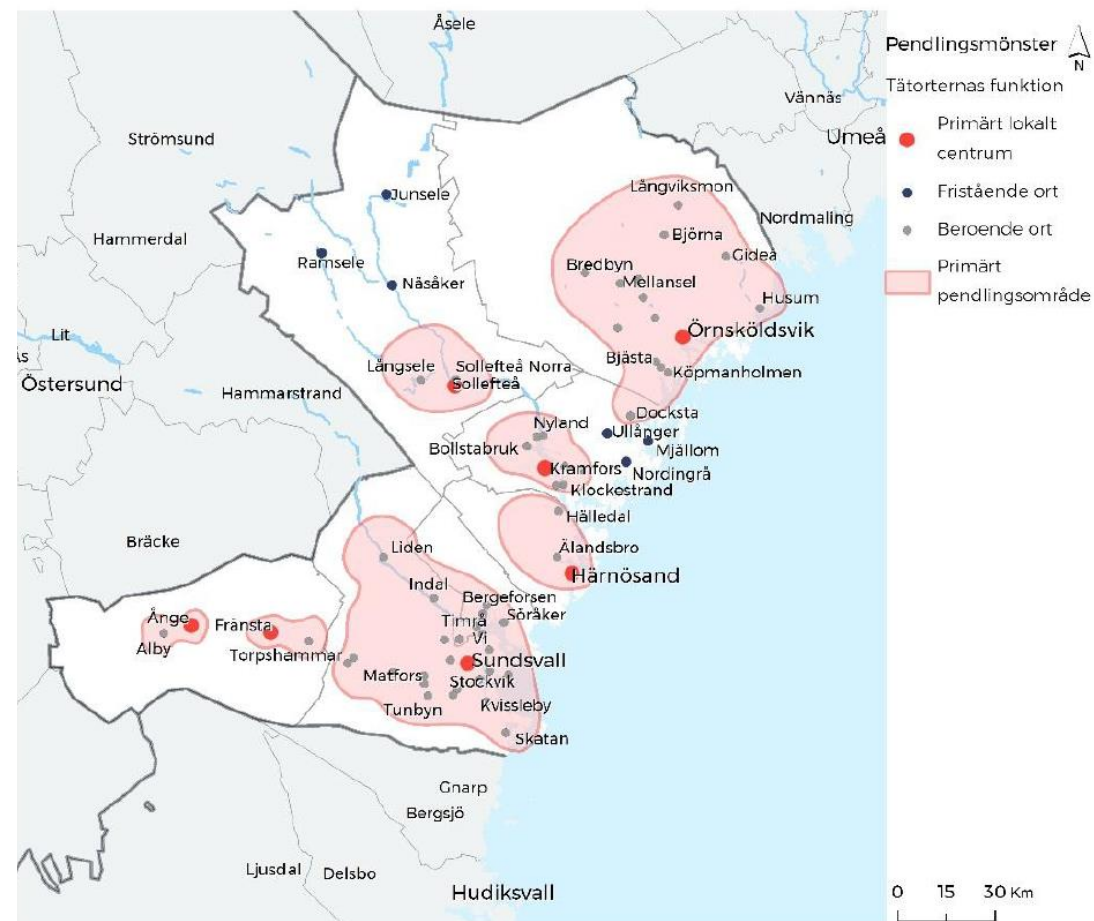 Åsele
Pendlingsmönster
N
Tätorternas funktion
Vännäs
Primärt lokalt
centrum
Umeå
Strömsund
Långviksmon
Junsele
Fristående ort
Nordmaling
Björna
Beroende ort
Hammerdal
Ramsele
Gideå
Bredbyn
Primärt
pendlingsområde
Näsåker
Mellansel
Husum
Örnsköldsvik
Lit
Bjästa
Långsele
Sollefteå Norra
Köpmanholmen
Östersund
Sollefteå
Hammarstrand
Docksta
Nyland
Ullånger
Bollstabruk
Mjällom
Kramfors
Nordingrå
Klockestrand
Hälledal
Bräcke
Liden
Älandsbro
Härnösand
Indal
Bergeforsen
Ånge
Fränsta
Timrå
Söråker
Alby
Torpshammar
Vi
Sundsvall
Matfors
Stockvik
Tunbyn
Kvissleby
Skatan
Gnarp
Bergsjö
Ljusdal
Delsbo
Hudiksvall
0 15 30 Km